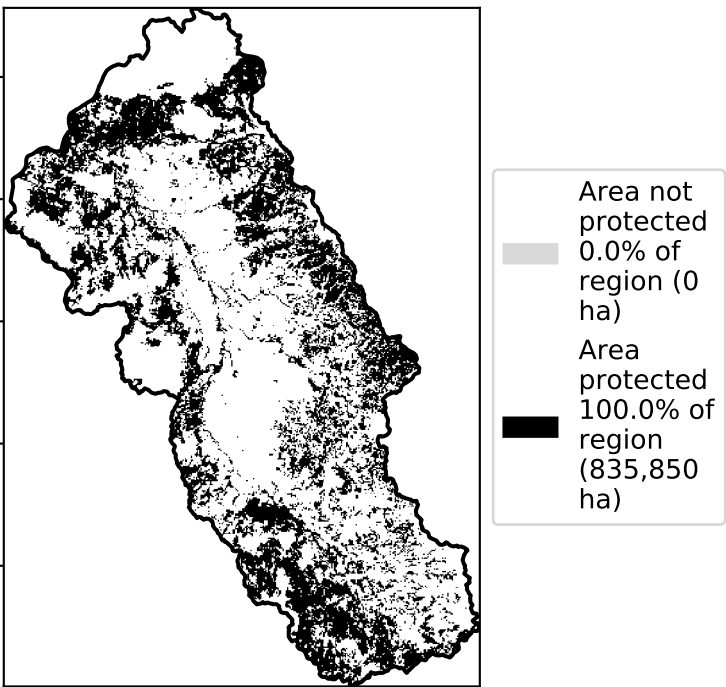 Area not
protected
0.0% of
region (0
ha)
Area
protected
100.0% of
region
(835,850
ha)